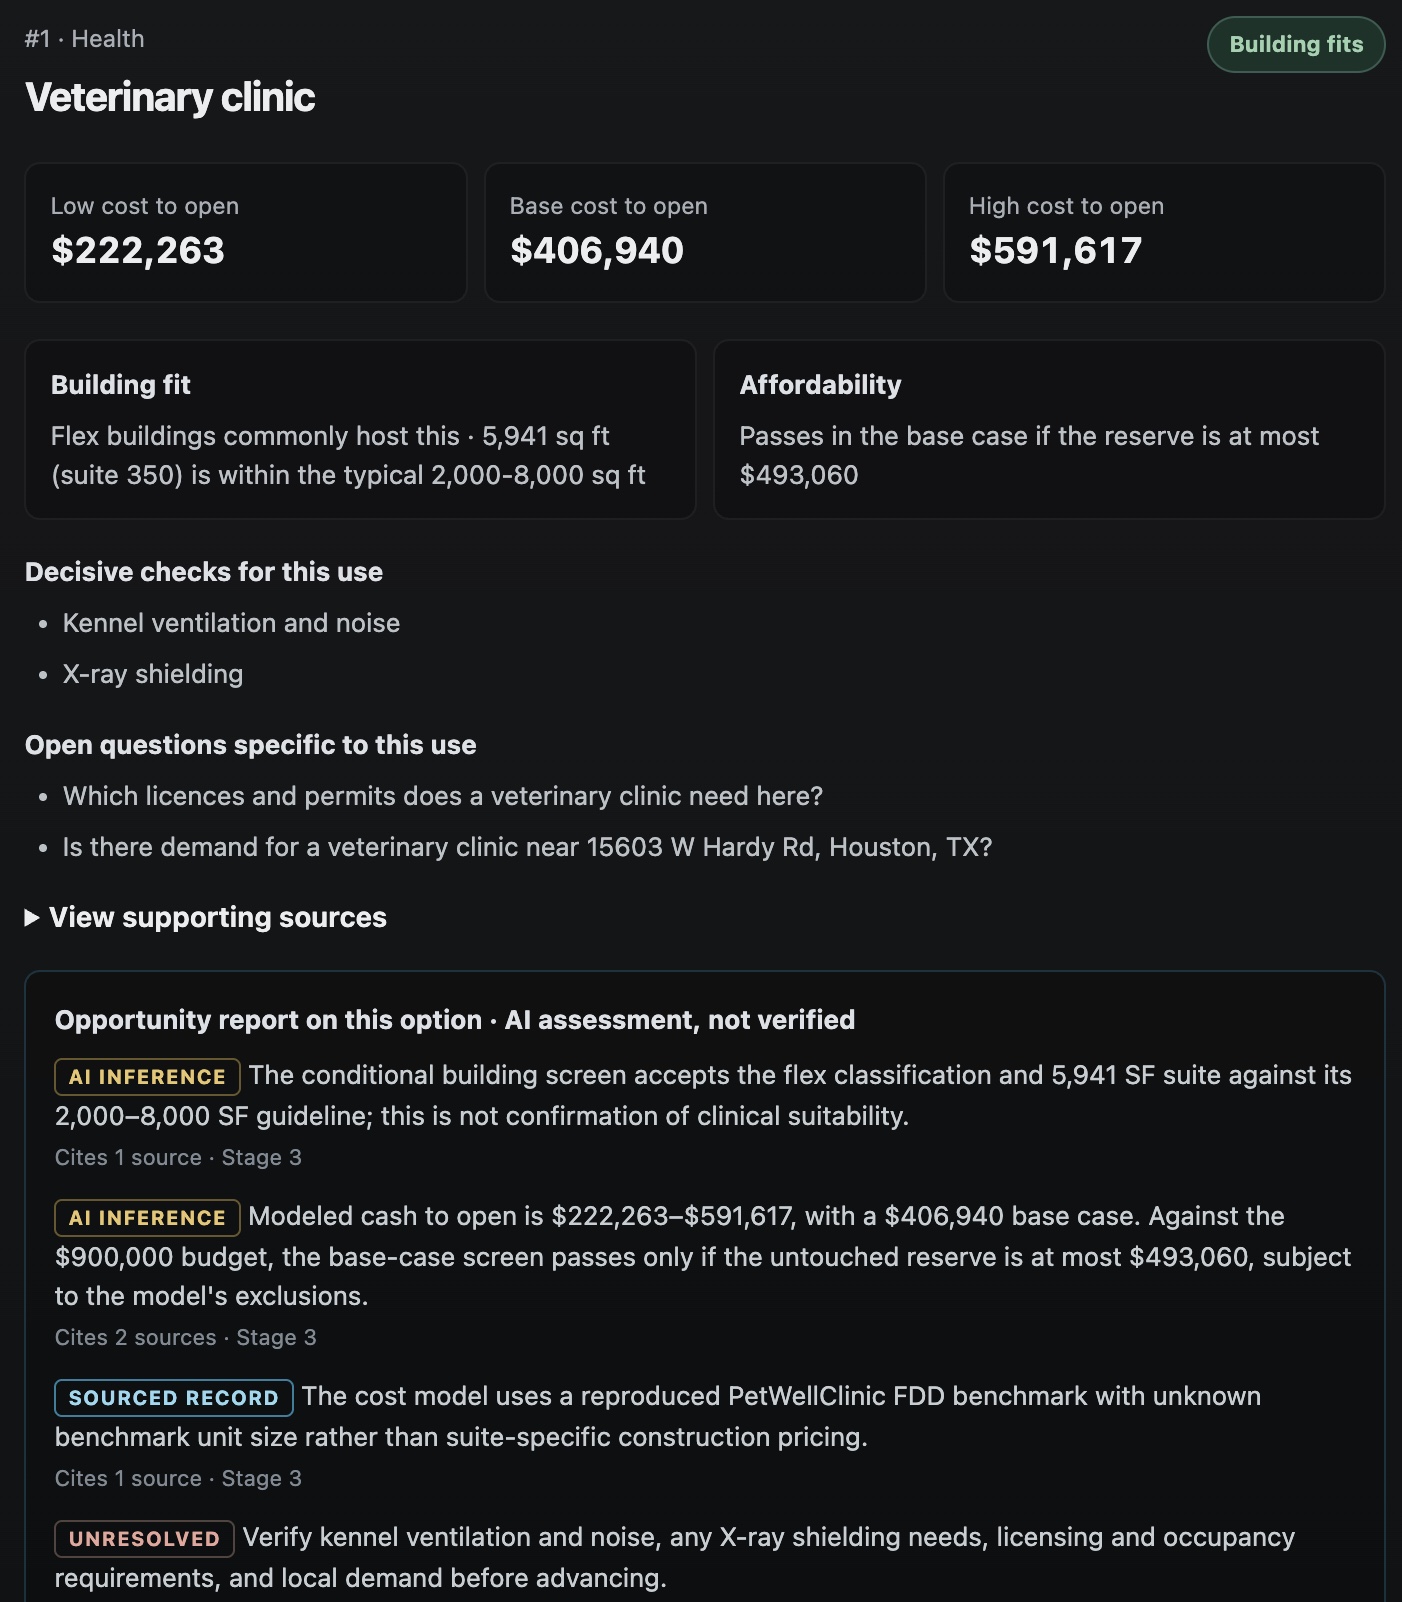 #1 · Health
Building fits
Veterinary clinic
Low cost to open
$222,263
Base cost to open
$406,940
High cost to open
$591,617
Building fit
Flex buildings commonly host this · 5,941 sq ft
(suite 350) is within the typical 2,000-8,000 sq ft
Affordability
Passes in the base case if the reserve is at most
$493,060
Decisive checks for this use
• Kennel ventilation and noise
• X-ray shielding
Open questions specific to this use
• Which licences and permits does a veterinary clinic need here?
• Is there demand for a veterinary clinic near 15603 W Hardy Rd, Houston, TX?
▶ View supporting sources
Opportunity report on this option · AI assessment, not verified
AI INFERENCE The conditional building screen accepts the flex classification and 5,941 SF suite against its
2,000–8,000 SF guideline; this is not confirmation of clinical suitability.
Cites 1 source · Stage 3
AI INFERENCE Modeled cash to open is $222,263–$591,617, with a $406,940 base case. Against the
$900,000 budget, the base-case screen passes only if the untouched reserve is at most $493,060, subject
to the model's exclusions.
Cites 2 sources · Stage 3
SOURCED RECORD The cost model uses a reproduced PetWellClinic FDD benchmark with unknown
benchmark unit size rather than suite-specific construction pricing.
Cites 1 source · Stage 3
UNRESOLVED Verify kennel ventilation and noise, any X-ray shielding needs, licensing and occupancy
requirements, and local demand before advancing.